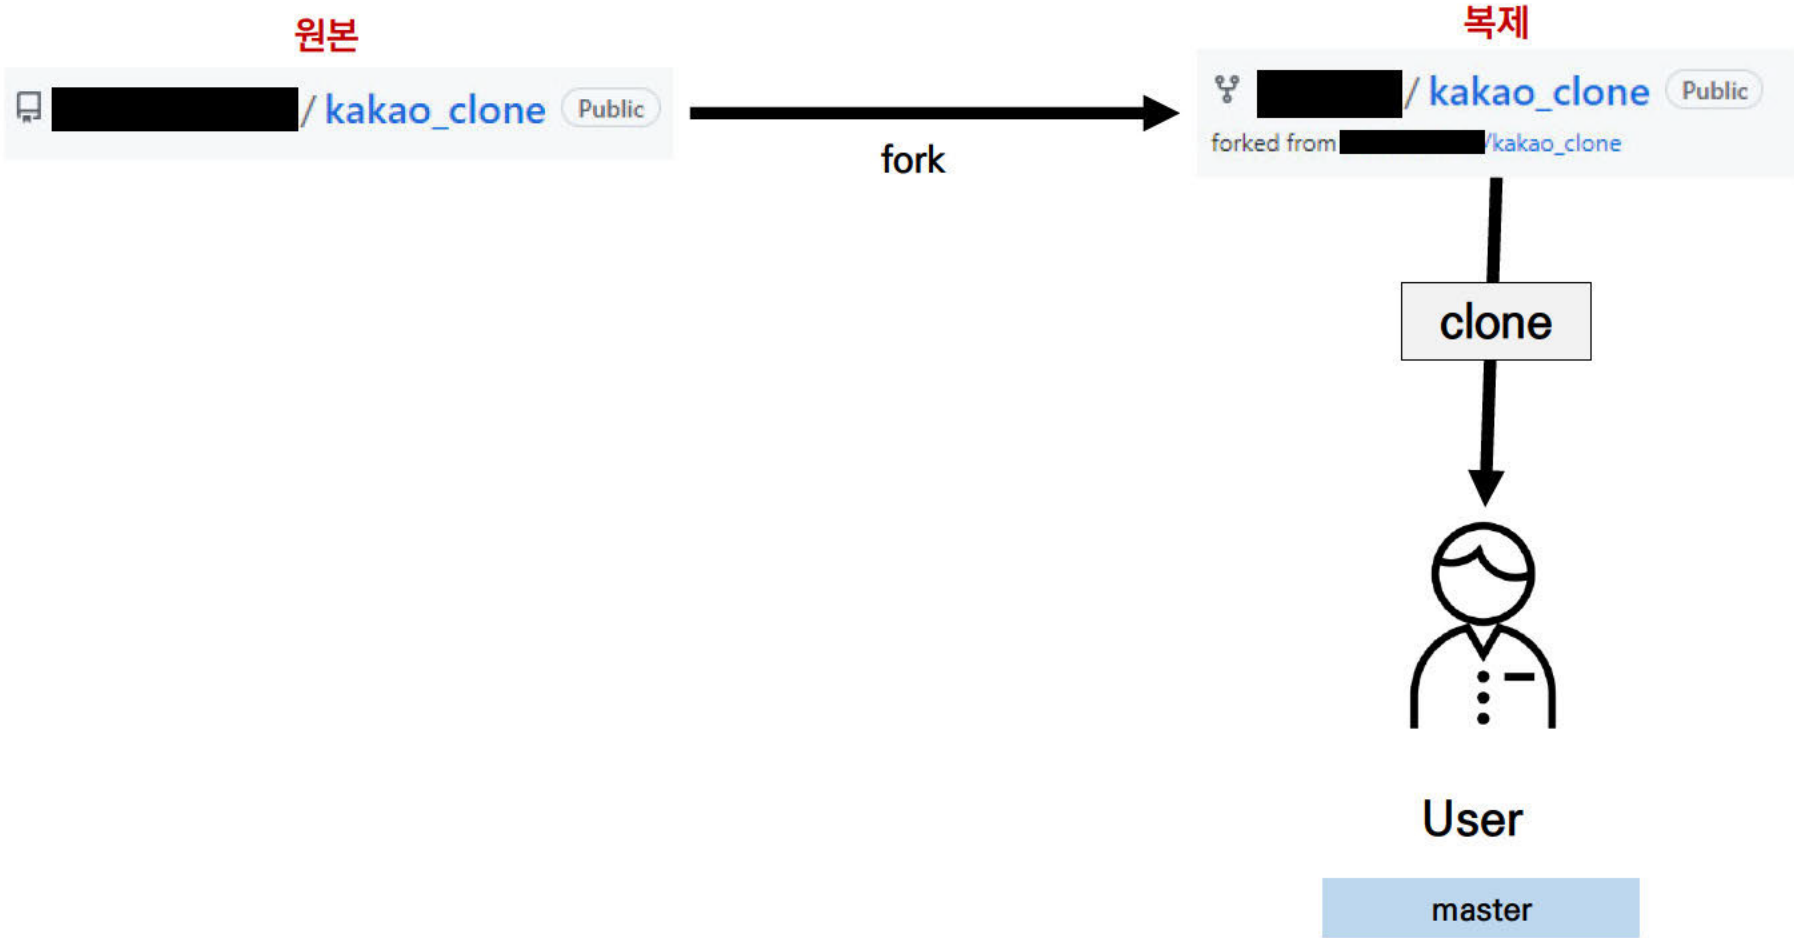 원본
/ kakao_clone Public
fork
복제
/ kakao_clone Public
forked from /kakao_clone
clone
User
master